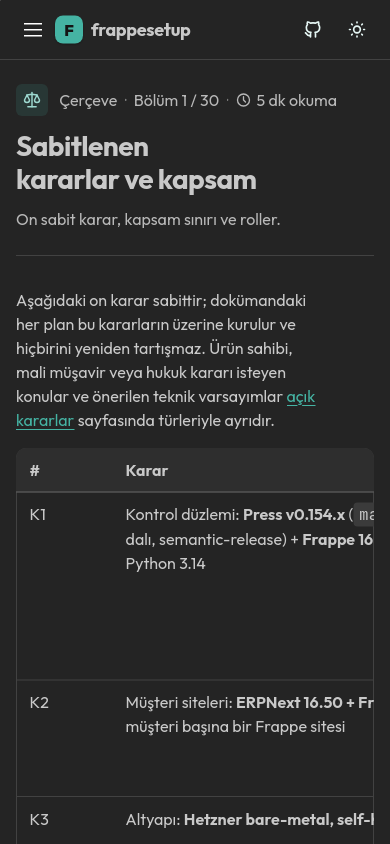 F frappesetup
Çerçeve · Bölüm 1 / 30 · 5 dk okuma
Sabitlenen
kararlar ve kapsam
On sabit karar, kapsam sınırı ve roller.
Aşağıdaki on karar sabittir; dokümandaki
her plan bu kararların üzerine kurulur ve
hiçbirini yeniden tartışmaz. Ürün sahibi,
mali müşavir veya hukuk kararı isteyen
konular ve önerilen teknik varsayımlar açık
kararlar sayfasında türleriyle ayrıdır.
# Karar
K1 Kontrol düzlemi: Press v0.154.x (
dalı, semantic-release) + Frappe 16
Python 3.14
K2 Müşteri siteleri: ERPNext 16.50 +
müşteri başına bir Frappe sitesi
K3 Altyapı: Hetzner bare-metal,